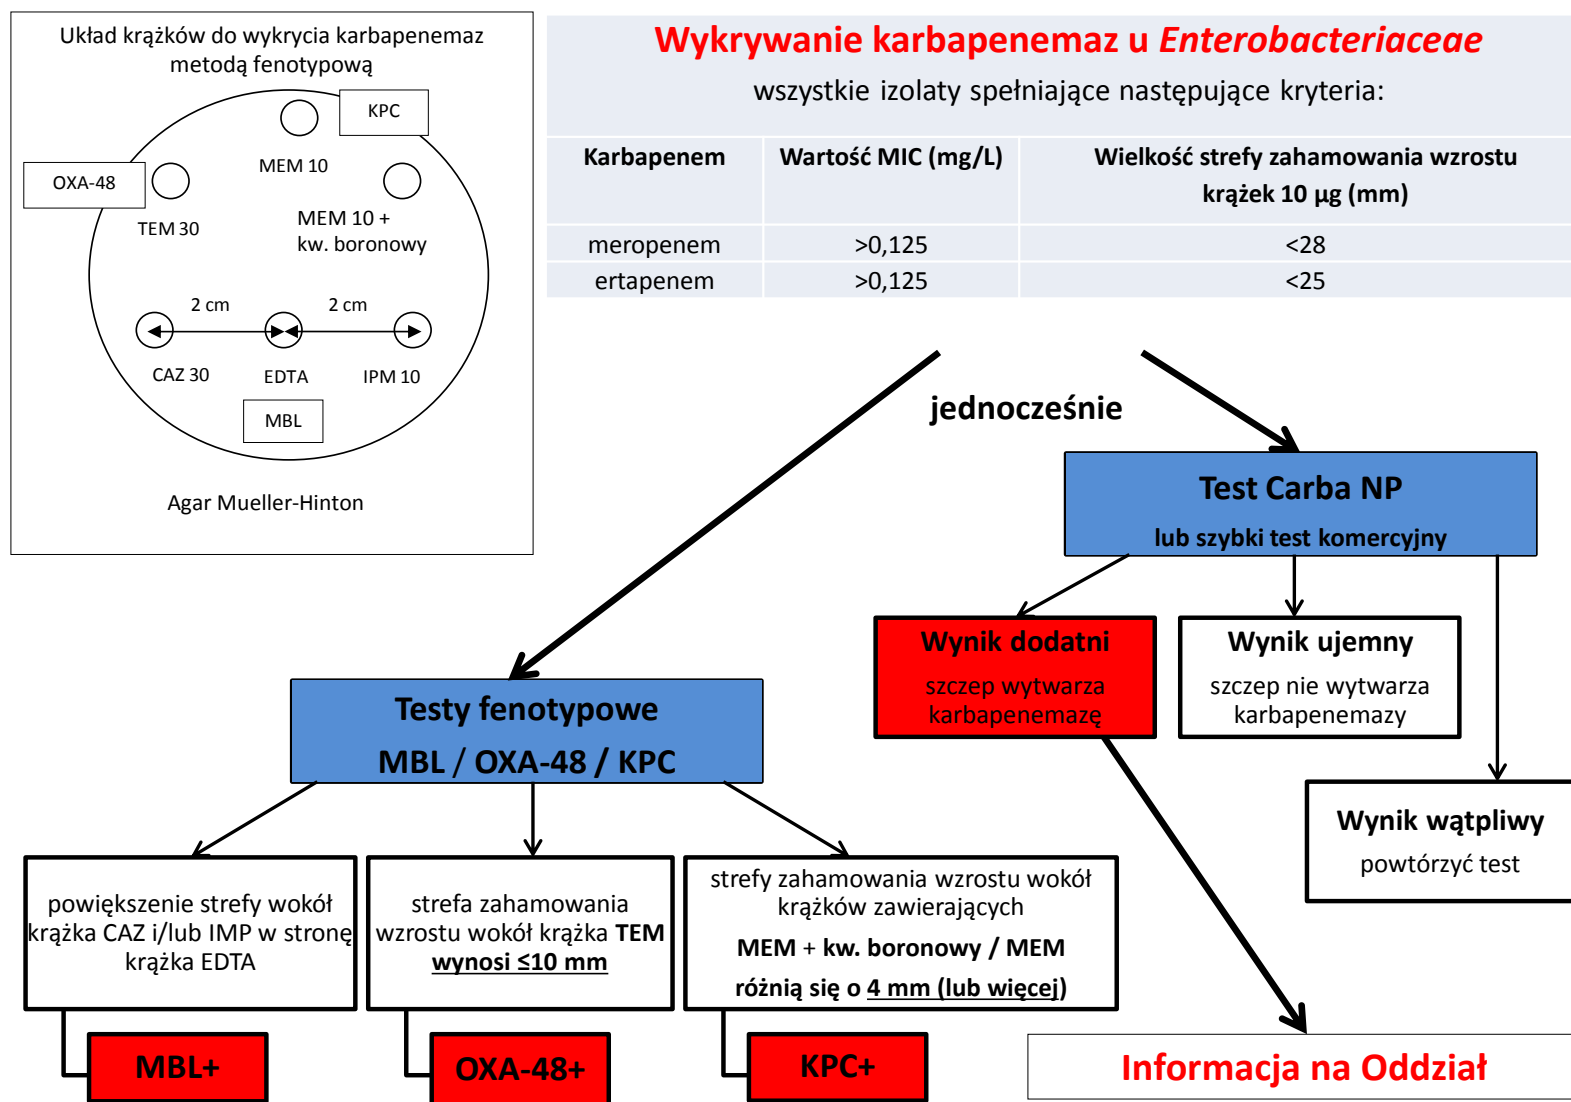 Układ krążków do wykrycia karbapenemaz
metodą fenotypową
KPC
MEM 10
OXA-48
TEM 30
MEM 10 +
kw. boronowy
2 cm
2 cm
CAZ 30
EDTA
IPM 10
MBL
Agar Mueller-Hinton
Wykrywanie karbapenemaz u Enterobacteriaceae
wszystkie izolaty spełniające następujące kryteria:
Karbapenem
Wartość MIC (mg/L)
Wielkość strefy zahamowania wzrostu
krążek 10 µg (mm)
meropenem >0,125 <28
ertapenem >0,125 <25
jednocześnie
Test Carba NP
lub szybki test komercyjny
Wynik dodatni
szczep wytwarza
karbapenemazę
Wynik ujemny
szczep nie wytwarza
karbapenemazy
Wynik wątpliwy
powtórzyć test
Testy fenotypowe
MBL / OXA-48 / KPC
powiększenie strefy wokół
krążka CAZ i/lub IMP w stronę
krążka EDTA
strefa zahamowania
wzrostu wokół krążka TEM
wynosi ≤10 mm
strefy zahamowania wzrostu wokół
krążków zawierających
MEM + kw. boronowy / MEM
różnią się o 4 mm (lub więcej)
MBL+
OXA-48+
KPC+
Informacja na Oddział